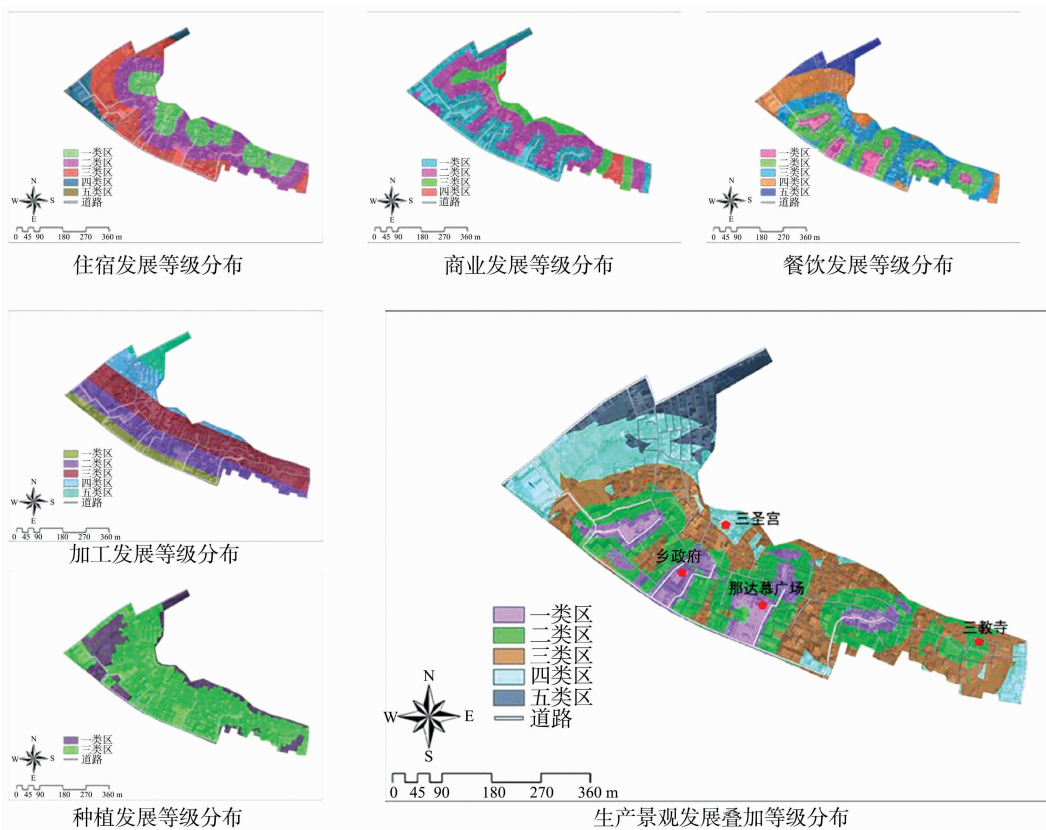 一类区
二类区
三类区
四类区
五类区
道路
N
W S
E
0 45 90 180 270 360 m
住宿发展等级分布
一类区
二类区
三类区
四类区
道路
N
W S
E
0 45 90 180 270 360 m
商业发展等级分布
一类区
二类区
三类区
四类区
五类区
道路
N
W S
E
0 45 90 180 270 360 m
餐饮发展等级分布
一类区
二类区
三类区
四类区
五类区
道路
N
W S
E
0 45 90 180 270 360 m
加工发展等级分布
一类区
三类区
道路
N
W S
E
0 45 90 180 270 360 m
种植发展等级分布
三圣宫
乡政府
那达慕广场
三教寺
一类区
二类区
三类区
四类区
五类区
道路
N
W E
S
0 45 90 180 270 360 m
生产景观发展叠加等级分布